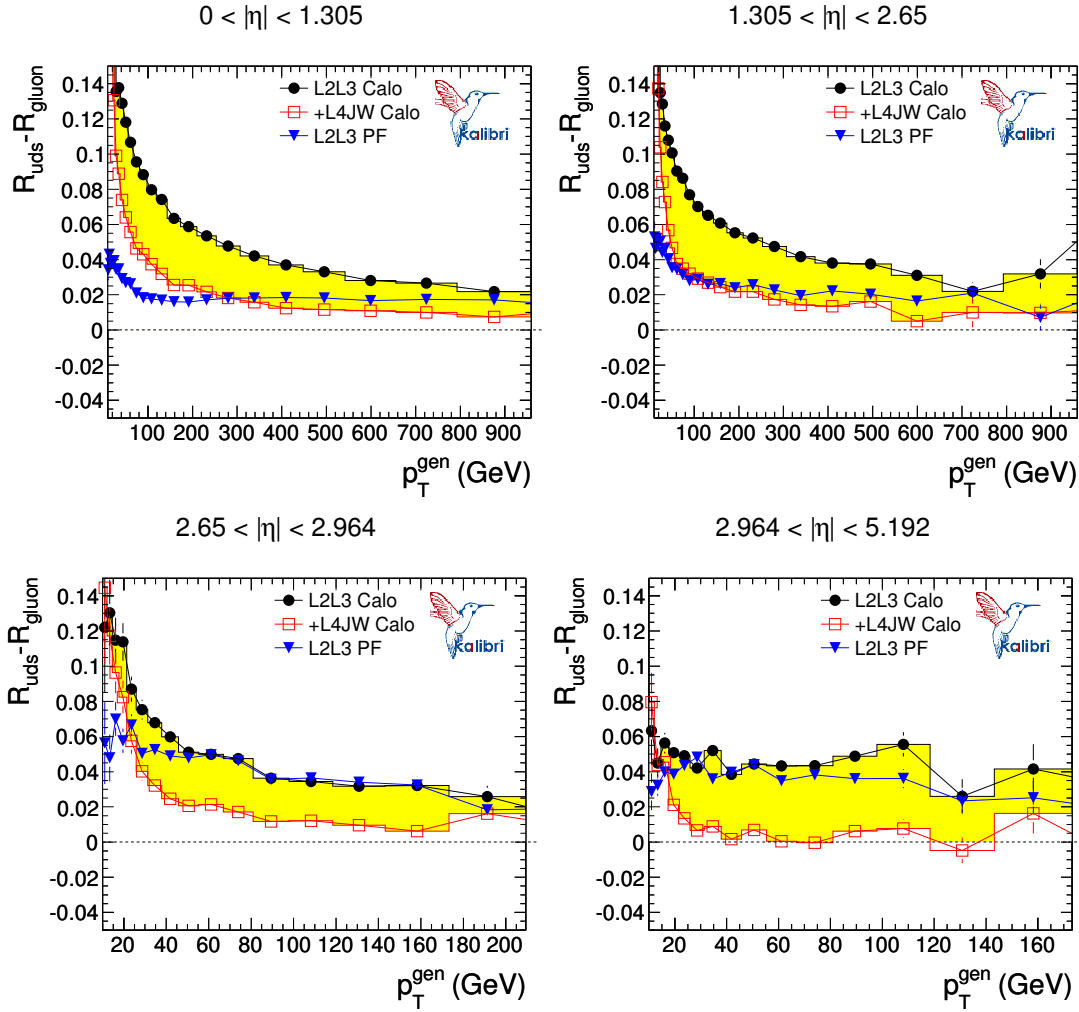 0 < |η| < 1.305
R_uds-R_gluon
0.14
0.12
0.1
0.08
0.06
0.04
0.02
0
-0.02
-0.04
L2L3 Calo
+L4JW Calo
L2L3 PF
kalibri
100 200 300 400 500 600 700 800 900
p_T^gen (GeV)
1.305 < |η| < 2.65
R_uds-R_gluon
0.14
0.12
0.1
0.08
0.06
0.04
0.02
0
-0.02
-0.04
L2L3 Calo
+L4JW Calo
L2L3 PF
kalibri
100 200 300 400 500 600 700 800 900
p_T^gen (GeV)
2.65 < |η| < 2.964
R_uds-R_gluon
0.14
0.12
0.1
0.08
0.06
0.04
0.02
0
-0.02
-0.04
L2L3 Calo
+L4JW Calo
L2L3 PF
kalibri
20 40 60 80 100 120 140 160 180 200
p_T^gen (GeV)
2.964 < |η| < 5.192
R_uds-R_gluon
0.14
0.12
0.1
0.08
0.06
0.04
0.02
0
-0.02
-0.04
L2L3 Calo
+L4JW Calo
L2L3 PF
kalibri
20 40 60 80 100 120 140 160
p_T^gen (GeV)